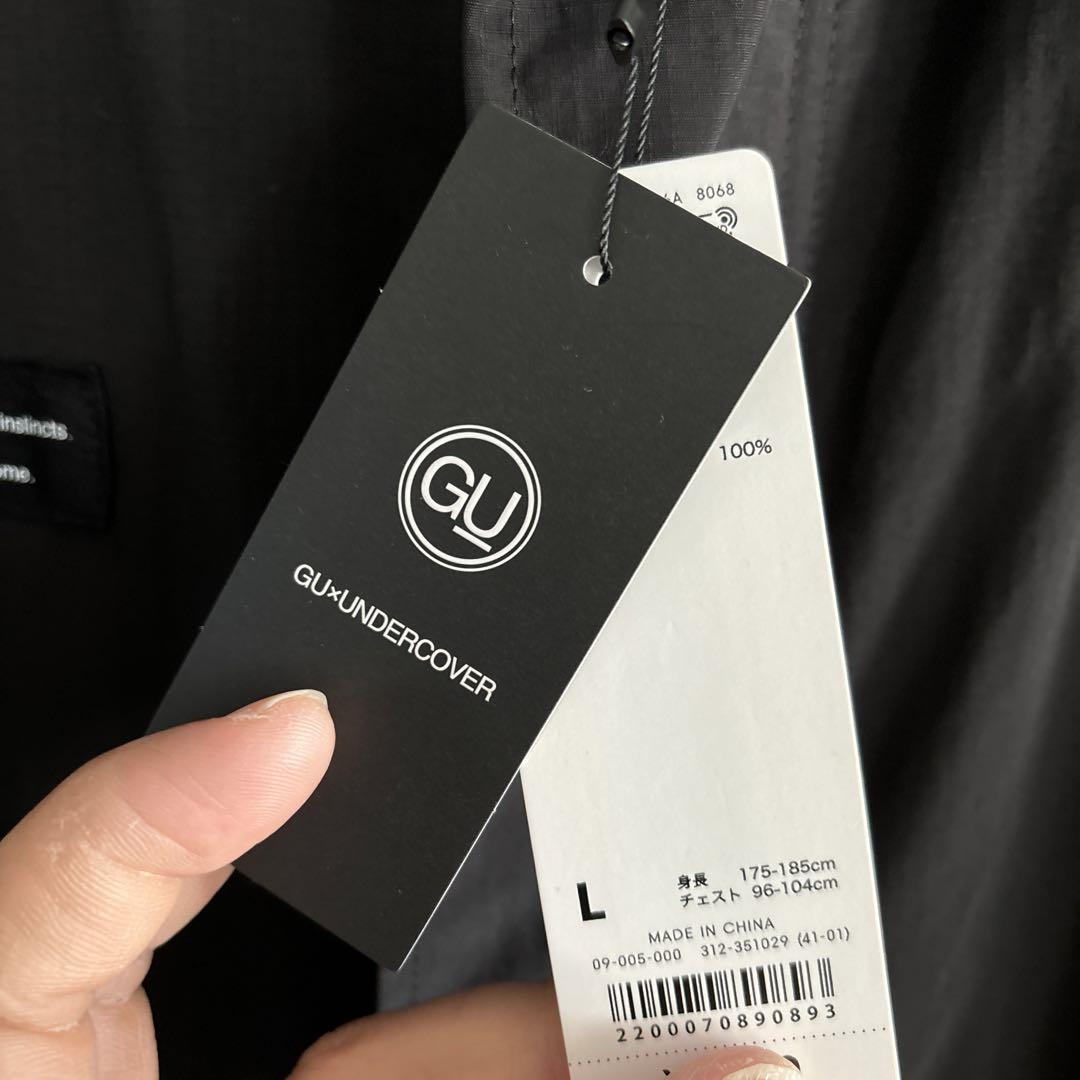 8068
100%
instincts.
GU
GU×UNDERCOVER
L
身長 175-185cm
チェスト 96-104cm
MADE IN CHINA
09-005-000 312-351029 (41-01)
2200070890893